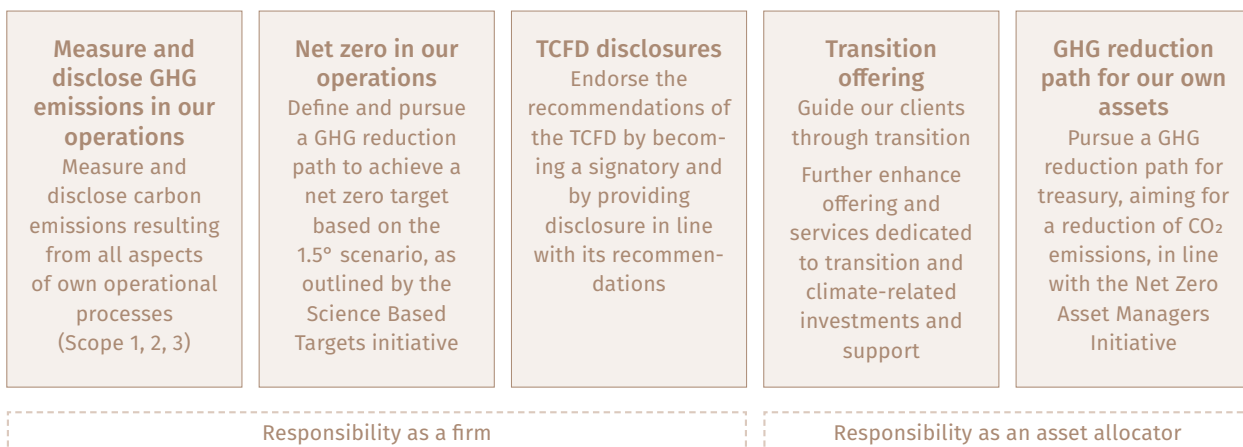 Measure and
disclose GHG
emissions in our
operations
Measure and
disclose carbon
emissions resulting
from all aspects
of own operational
processes
(Scope 1, 2, 3)
Net zero in our
operations
Define and pursue
a GHG reduction
path to achieve a
net zero target
based on the
1.5° scenario, as
outlined by the
Science Based
Targets initiative
TCFD disclosures
Endorse the
recommendations of
the TCFD by becom-
ing a signatory and
by providing
disclosure in line
with its recommen-
dations
Transition
offering
Guide our clients
through transition
Further enhance
offering and
services dedicated
to transition and
climate-related
investments and
support
GHG reduction
path for our own
assets
Pursue a GHG
reduction path for
treasury, aiming for
a reduction of CO₂
emissions, in line
with the Net Zero
Asset Managers
Initiative
Responsibility as a firm
Responsibility as an asset allocator